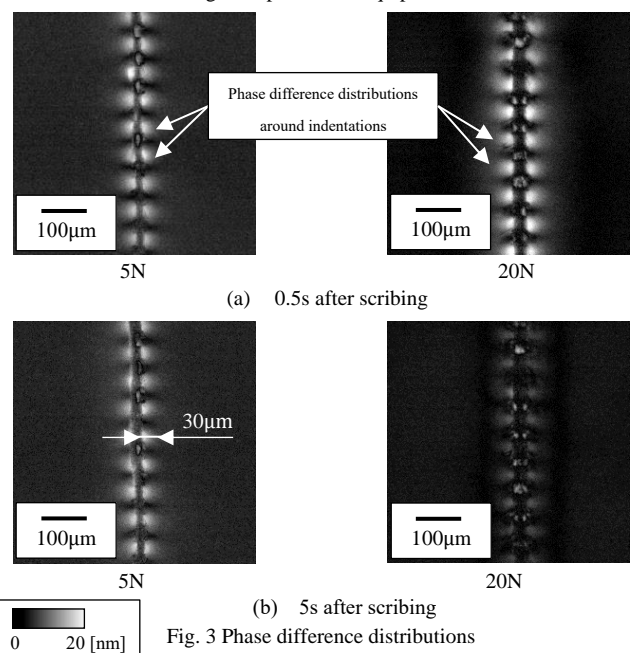 Phase difference distributions
around indentations
100μm
100μm
5N
20N
(a) 0.5s after scribing
30μm
100μm
100μm
5N
20N
(b) 5s after scribing
0 20 [nm]
Fig. 3 Phase difference distributions